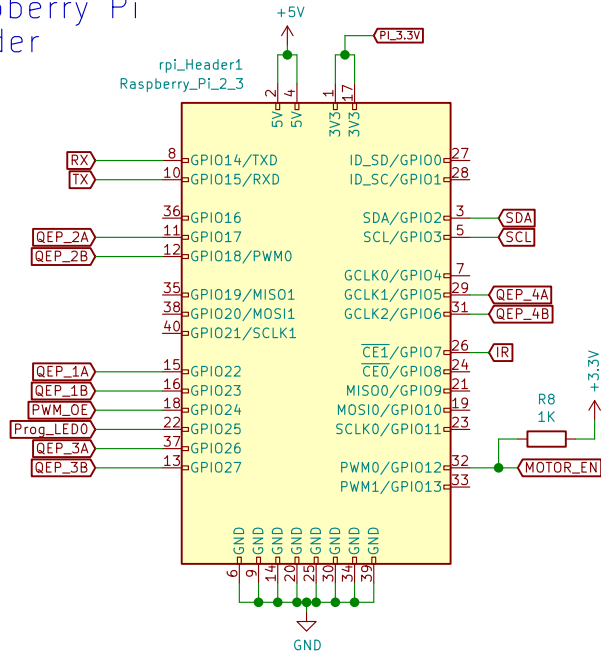 berry Pi
der
+5V
PI_3.3V
rpi_Header1
Raspberry_Pi_2_3
2 4 1 17
5V 5V 3V3 3V3
RX 8 GPIO14/TXD ID_SD/GPIO0 27
TX 10 GPIO15/RXD ID_SC/GPIO1 28
36 GPIO16 SDA/GPIO2 3 SDA
QEP_2A 11 GPIO17 SCL/GPIO3 5 SCL
QEP_2B 12 GPIO18/PWM0
GCLK0/GPIO4 7
35 GPIO19/MISO1 GCLK1/GPIO5 29 QEP_4A
38 GPIO20/MOSI1 GCLK2/GPIO6 31 QEP_4B
40 GPIO21/SCLK1
CE1/GPIO7 26 IR
QEP_1A 15 GPIO22 CE0/GPIO8 24
QEP_1B 16 GPIO23 MISO0/GPIO9 21
PWM_OE 18 GPIO24 MOSI0/GPIO10 19
Prog_LED0 22 GPIO25 SCLK0/GPIO11 23
QEP_3A 37 GPIO26
QEP_3B 13 GPIO27 PWM0/GPIO12 32 MOTOR_EN
PWM1/GPIO13 33
+3.3V
R8
1K
GND GND GND GND GND GND GND GND
6 9 14 20 25 30 34 39
GND